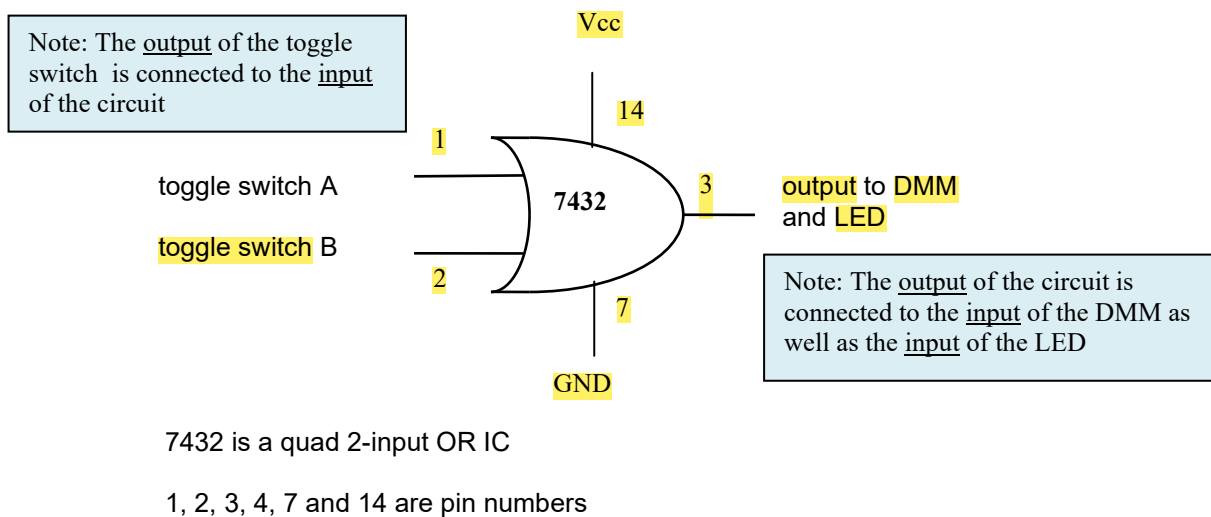 Vcc
Note: The output of the toggle
switch is connected to the input
of the circuit
14
1
toggle switch A
7432
3
output to DMM
and LED
toggle switch B
2
7
Note: The output of the circuit is
connected to the input of the DMM as
well as the input of the LED
GND
7432 is a quad 2-input OR IC
1, 2, 3, 4, 7 and 14 are pin numbers